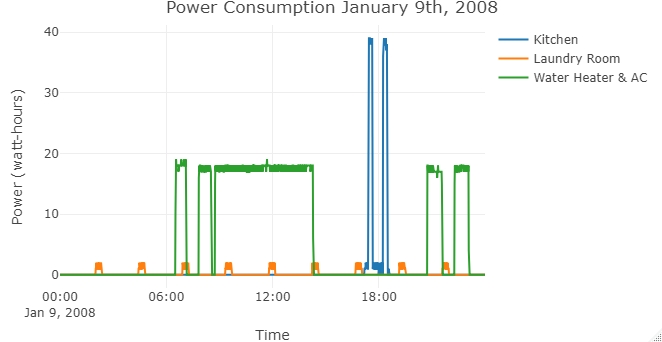 Power Consumption January 9th, 2008
Kitchen
Laundry Room
Water Heater & AC
Power (watt-hours)
40
30
20
10
0
00:00
06:00
12:00
18:00
Jan 9, 2008
Time